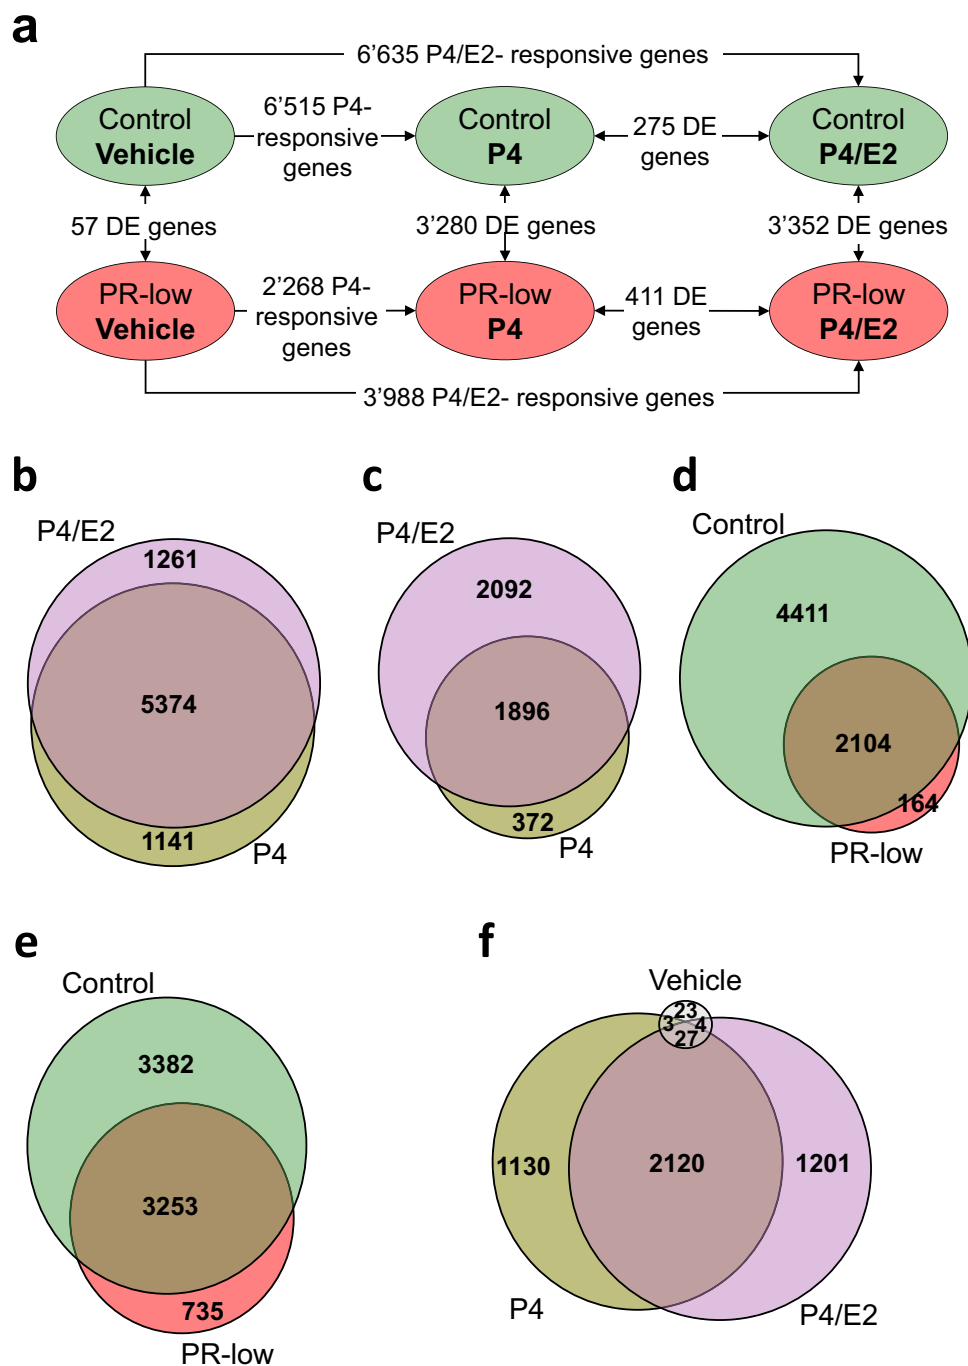 a
6'635 P4/E2- responsive genes
Control
Vehicle
6'515 P4-
responsive
genes
Control
P4
275 DE
genes
Control
P4/E2
57 DE genes
3'280 DE genes
3'352 DE genes
PR-low
Vehicle
2'268 P4-
responsive
genes
PR-low
P4
411 DE
genes
PR-low
P4/E2
3'988 P4/E2- responsive genes
b
P4/E2
1261
5374
1141
P4
c
P4/E2
2092
1896
372
P4
d
Control
4411
2104
164
PR-low
e
Control
3382
3253
735
PR-low
f
Vehicle
23
3 4
27
1130
2120
1201
P4
P4/E2